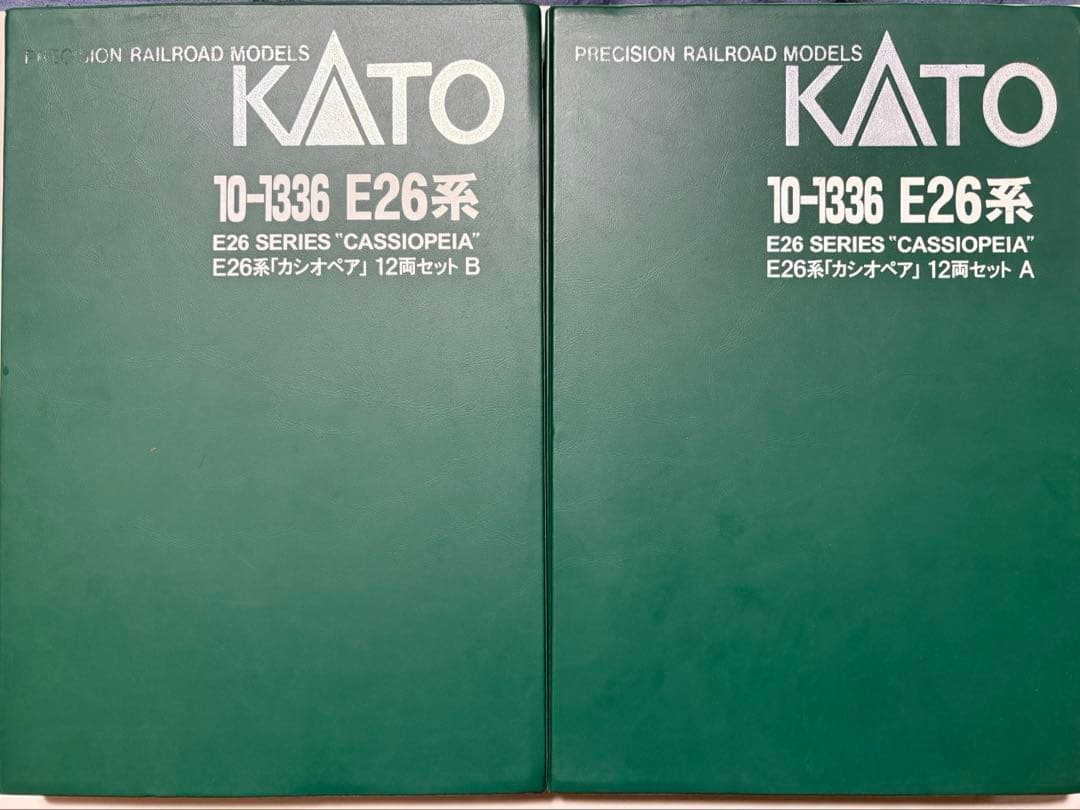 PRECISION RAILROAD MODELS
KATO
10-1336 E26系
E26 SERIES "CASSIOPEIA"
E26系「カシオペア」 12両セット B
PRECISION RAILROAD MODELS
KATO
10-1336 E26系
E26 SERIES "CASSIOPEIA"
E26系「カシオペア」 12両セット A